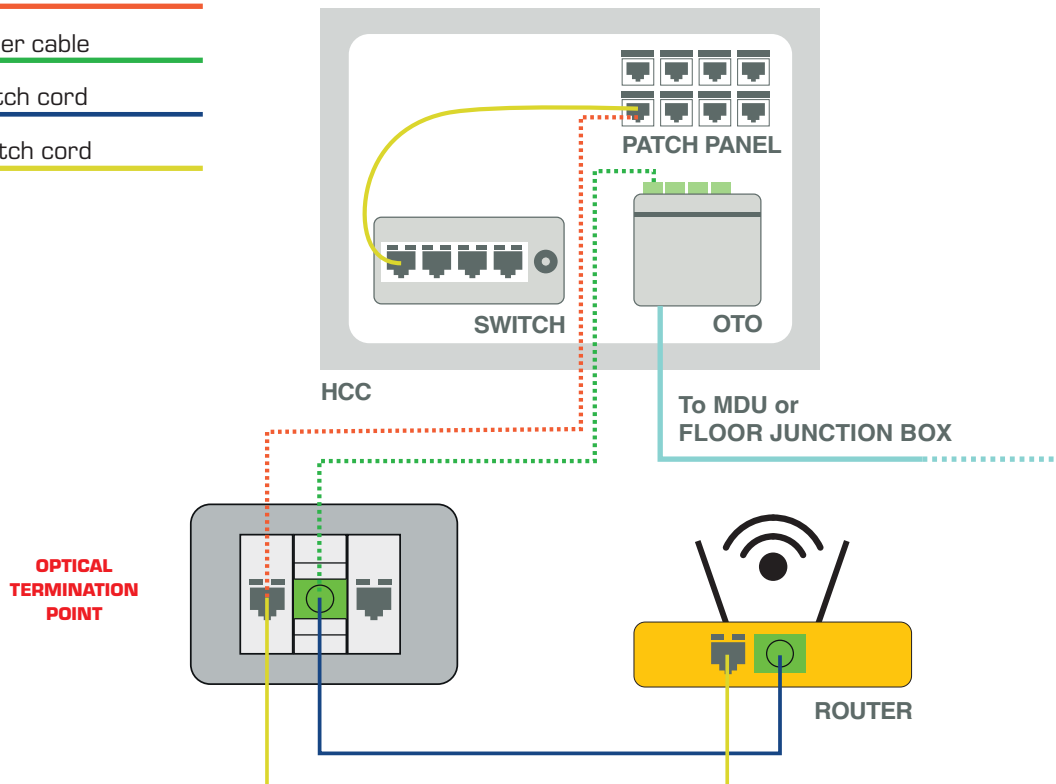 er cable
tch cord
tch cord
PATCH PANEL
SWITCH
OTO
HCC
To MDU or
FLOOR JUNCTION BOX
OPTICAL
TERMINATION
POINT
ROUTER